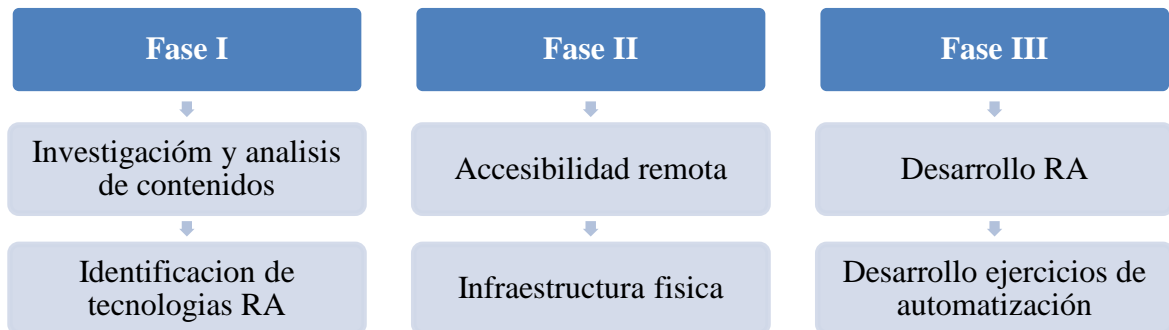 Fase I
Investigacióm y analisis
de contenidos
Identificacion de
tecnologias RA
Fase II
Accesibilidad remota
Infraestructura fisica
Fase III
Desarrollo RA
Desarrollo ejercicios de
automatización